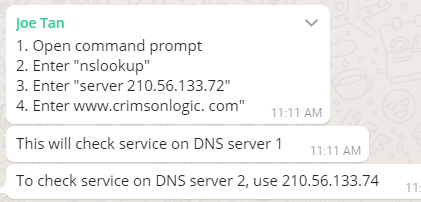 Joe Tan
1. Open command prompt
2. Enter "nslookup"
3. Enter "server 210.56.133.72"
4. Enter www.crimsonlogic. com"
11:11 AM
This will check service on DNS server 1
11:11 AM
To check service on DNS server 2, use 210.56.133.74
11: